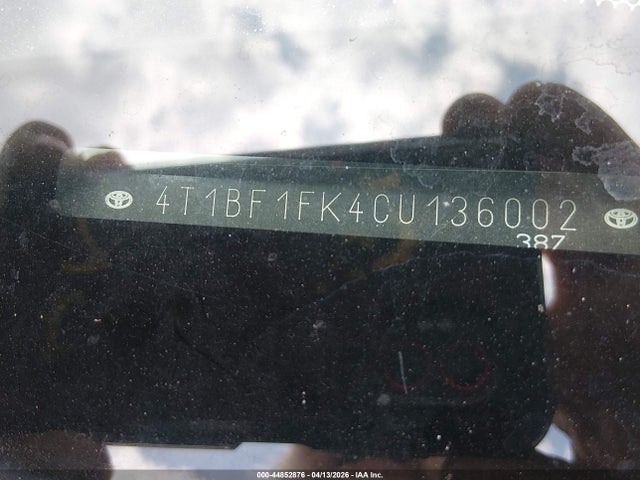 4T1BF1FK4CU136002
387
000-44852876 - 04/13/2026 - IAA Inc.